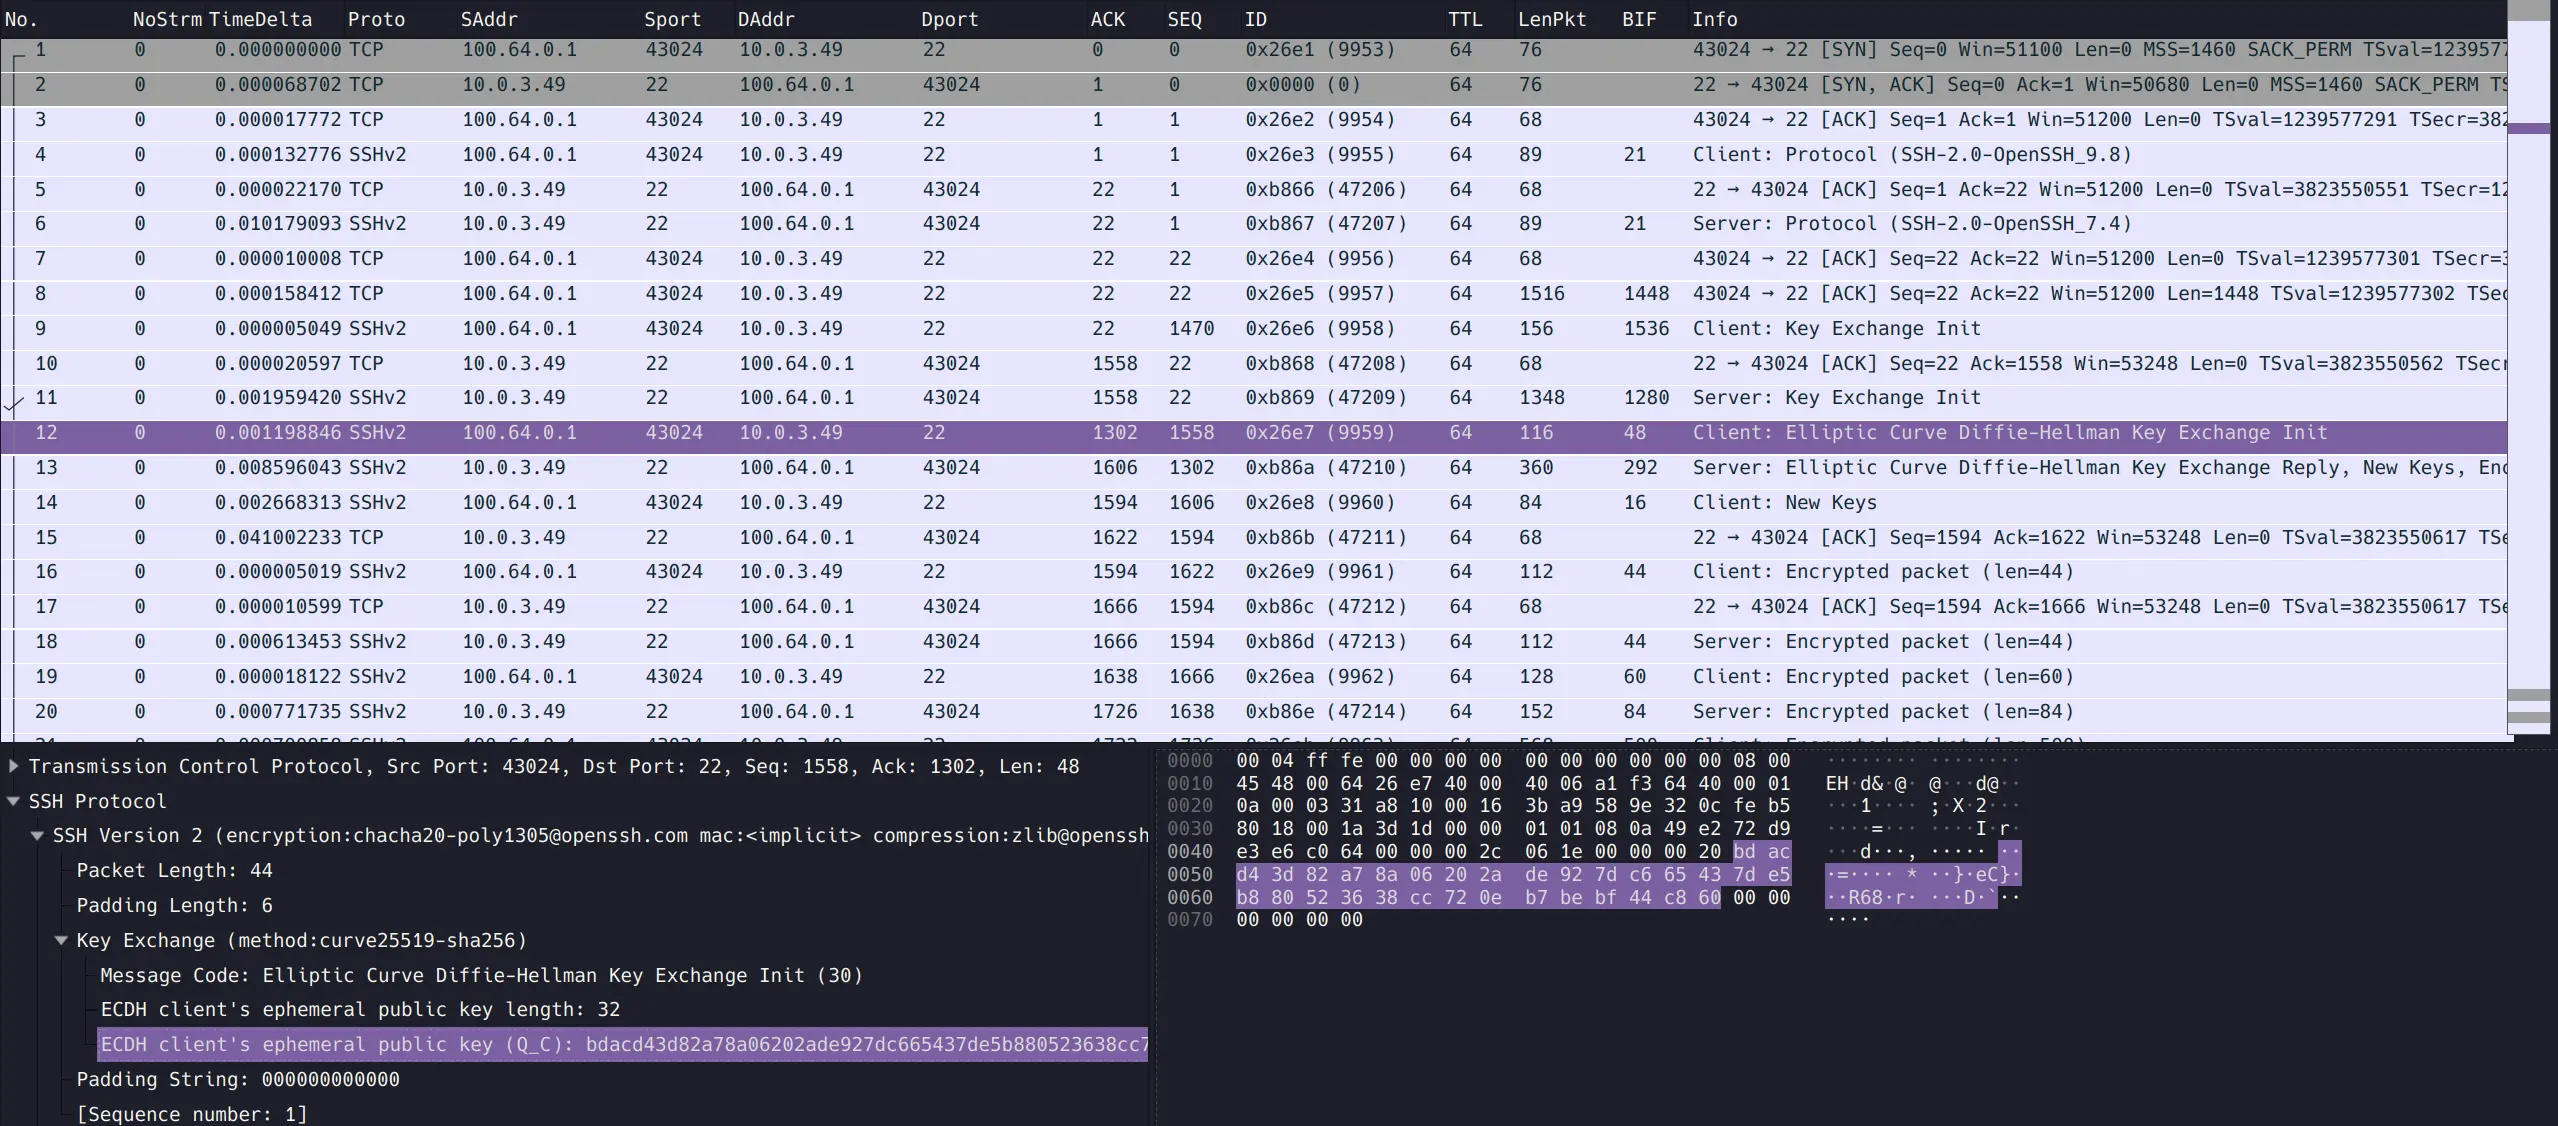 No. NoStrm TimeDelta Proto SAddr Sport DAddr Dport ACK SEQ ID TTL LenPkt BIF Info
1 0 0.000000000 TCP 100.64.0.1 43024 10.0.3.49 22 0 0 0x26e1 (9953) 64 76 43024 → 22 [SYN] Seq=0 Win=51100 Len=0 MSS=1460 SACK_PERM TSval=1239577
2 0 0.000068702 TCP 10.0.3.49 22 100.64.0.1 43024 1 0 0x0000 (0) 64 76 22 → 43024 [SYN, ACK] Seq=0 Ack=1 Win=50680 Len=0 MSS=1460 SACK_PERM TS
3 0 0.000017772 TCP 100.64.0.1 43024 10.0.3.49 22 1 1 0x26e2 (9954) 64 68 43024 → 22 [ACK] Seq=1 Ack=1 Win=51200 Len=0 TSval=1239577291 TSecr=382
4 0 0.000132776 SSHv2 100.64.0.1 43024 10.0.3.49 22 1 1 0x26e3 (9955) 64 89 21 Client: Protocol (SSH-2.0-OpenSSH_9.8)
5 0 0.000022170 TCP 10.0.3.49 22 100.64.0.1 43024 22 1 0xb866 (47206) 64 68 22 → 43024 [ACK] Seq=1 Ack=22 Win=51200 Len=0 TSval=3823550551 TSecr=12
6 0 0.010179093 SSHv2 10.0.3.49 22 100.64.0.1 43024 22 1 0xb867 (47207) 64 89 21 Server: Protocol (SSH-2.0-OpenSSH_7.4)
7 0 0.000010008 TCP 100.64.0.1 43024 10.0.3.49 22 22 22 0x26e4 (9956) 64 68 43024 → 22 [ACK] Seq=22 Ack=22 Win=51200 Len=0 TSval=1239577301 TSecr=3
8 0 0.000158412 TCP 100.64.0.1 43024 10.0.3.49 22 22 22 0x26e5 (9957) 64 1516 1448 43024 → 22 [ACK] Seq=22 Ack=22 Win=51200 Len=1448 TSval=1239577302 TSec
9 0 0.000005049 SSHv2 100.64.0.1 43024 10.0.3.49 22 22 1470 0x26e6 (9958) 64 156 1536 Client: Key Exchange Init
10 0 0.000020597 TCP 10.0.3.49 22 100.64.0.1 43024 1558 22 0xb868 (47208) 64 68 22 → 43024 [ACK] Seq=22 Ack=1558 Win=53248 Len=0 TSval=3823550562 TSecr
11 0 0.001959420 SSHv2 10.0.3.49 22 100.64.0.1 43024 1558 22 0xb869 (47209) 64 1348 1280 Server: Key Exchange Init
12 0 0.001198846 SSHv2 100.64.0.1 43024 10.0.3.49 22 1302 1558 0x26e7 (9959) 64 116 48 Client: Elliptic Curve Diffie-Hellman Key Exchange Init
13 0 0.008596043 SSHv2 10.0.3.49 22 100.64.0.1 43024 1606 1302 0xb86a (47210) 64 360 292 Server: Elliptic Curve Diffie-Hellman Key Exchange Reply, New Keys, Enc
14 0 0.002668313 SSHv2 100.64.0.1 43024 10.0.3.49 22 1594 1606 0x26e8 (9960) 64 84 16 Client: New Keys
15 0 0.041002233 TCP 10.0.3.49 22 100.64.0.1 43024 1622 1594 0xb86b (47211) 64 68 22 → 43024 [ACK] Seq=1594 Ack=1622 Win=53248 Len=0 TSval=3823550617 TSe
16 0 0.000005019 SSHv2 100.64.0.1 43024 10.0.3.49 22 1594 1622 0x26e9 (9961) 64 112 44 Client: Encrypted packet (len=44)
17 0 0.000010599 TCP 10.0.3.49 22 100.64.0.1 43024 1666 1594 0xb86c (47212) 64 68 22 → 43024 [ACK] Seq=1594 Ack=1666 Win=53248 Len=0 TSval=3823550617 TSe
18 0 0.000613453 SSHv2 10.0.3.49 22 100.64.0.1 43024 1666 1594 0xb86d (47213) 64 112 44 Server: Encrypted packet (len=44)
19 0 0.000018122 SSHv2 100.64.0.1 43024 10.0.3.49 22 1638 1666 0x26ea (9962) 64 128 60 Client: Encrypted packet (len=60)
20 0 0.000771735 SSHv2 10.0.3.49 22 100.64.0.1 43024 1726 1638 0xb86e (47214) 64 152 84 Server: Encrypted packet (len=84)
Transmission Control Protocol, Src Port: 43024, Dst Port: 22, Seq: 1558, Ack: 1302, Len: 48
SSH Protocol
SSH Version 2 (encryption:chacha20-poly1305@openssh.com mac:<implicit> compression:zlib@openssh
Packet Length: 44
Padding Length: 6
Key Exchange (method:curve25519-sha256)
Message Code: Elliptic Curve Diffie-Hellman Key Exchange Init (30)
ECDH client's ephemeral public key length: 32
ECDH client's ephemeral public key (Q_C): bdacd43d82a78a06202ade927dc665437de5b880523638cc7
Padding String: 000000000000
[Sequence number: 1]
0000 00 04 ff fe 00 00 00 00 00 00 00 00 00 00 08 00 ········ ········
0010 45 48 00 64 26 e7 40 00 40 06 a1 f3 64 40 00 01 EH·d&·@· @···d@··
0020 0a 00 03 31 a8 10 00 16 3b a9 58 9e 32 0c fe b5 ···1···· ;·X·2···
0030 80 18 00 1a 3d 1d 00 00 01 01 08 0a 49 e2 72 d9 ····=··· ····I·r·
0040 e3 e6 c0 64 00 00 00 2c 06 1e 00 00 00 20 bd ac ···d···, ····· ··
0050 d4 3d 82 a7 8a 06 20 2a de 92 7d c6 65 43 7d e5 ·=···· * ··}·eC}·
0060 b8 80 52 36 38 cc 72 0e b7 be bf 44 c8 60 00 00 ··R68·r· ···D·`··
0070 00 00 00 00 ····